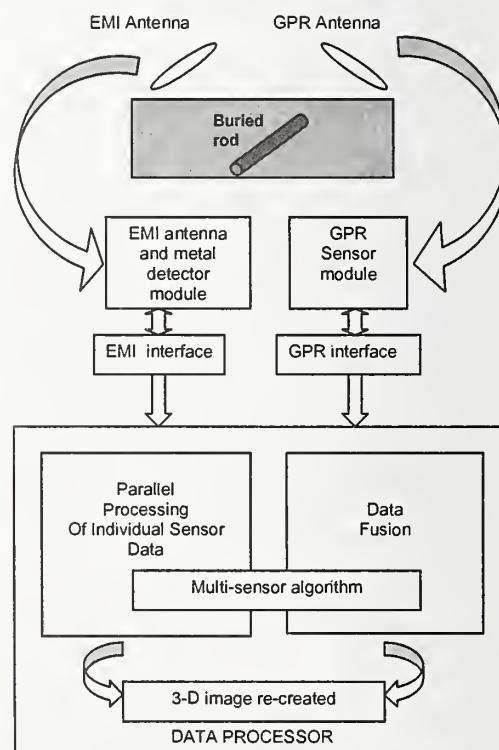 EMI Antenna
GPR Antenna
Buried
rod
EMI antenna
and metal
detector
module
GPR
Sensor
module
EMI interface
GPR interface
Parallel
Processing
Of Individual Sensor
Data
Data
Fusion
Multi-sensor algorithm
3-D image re-created
DATA PROCESSOR